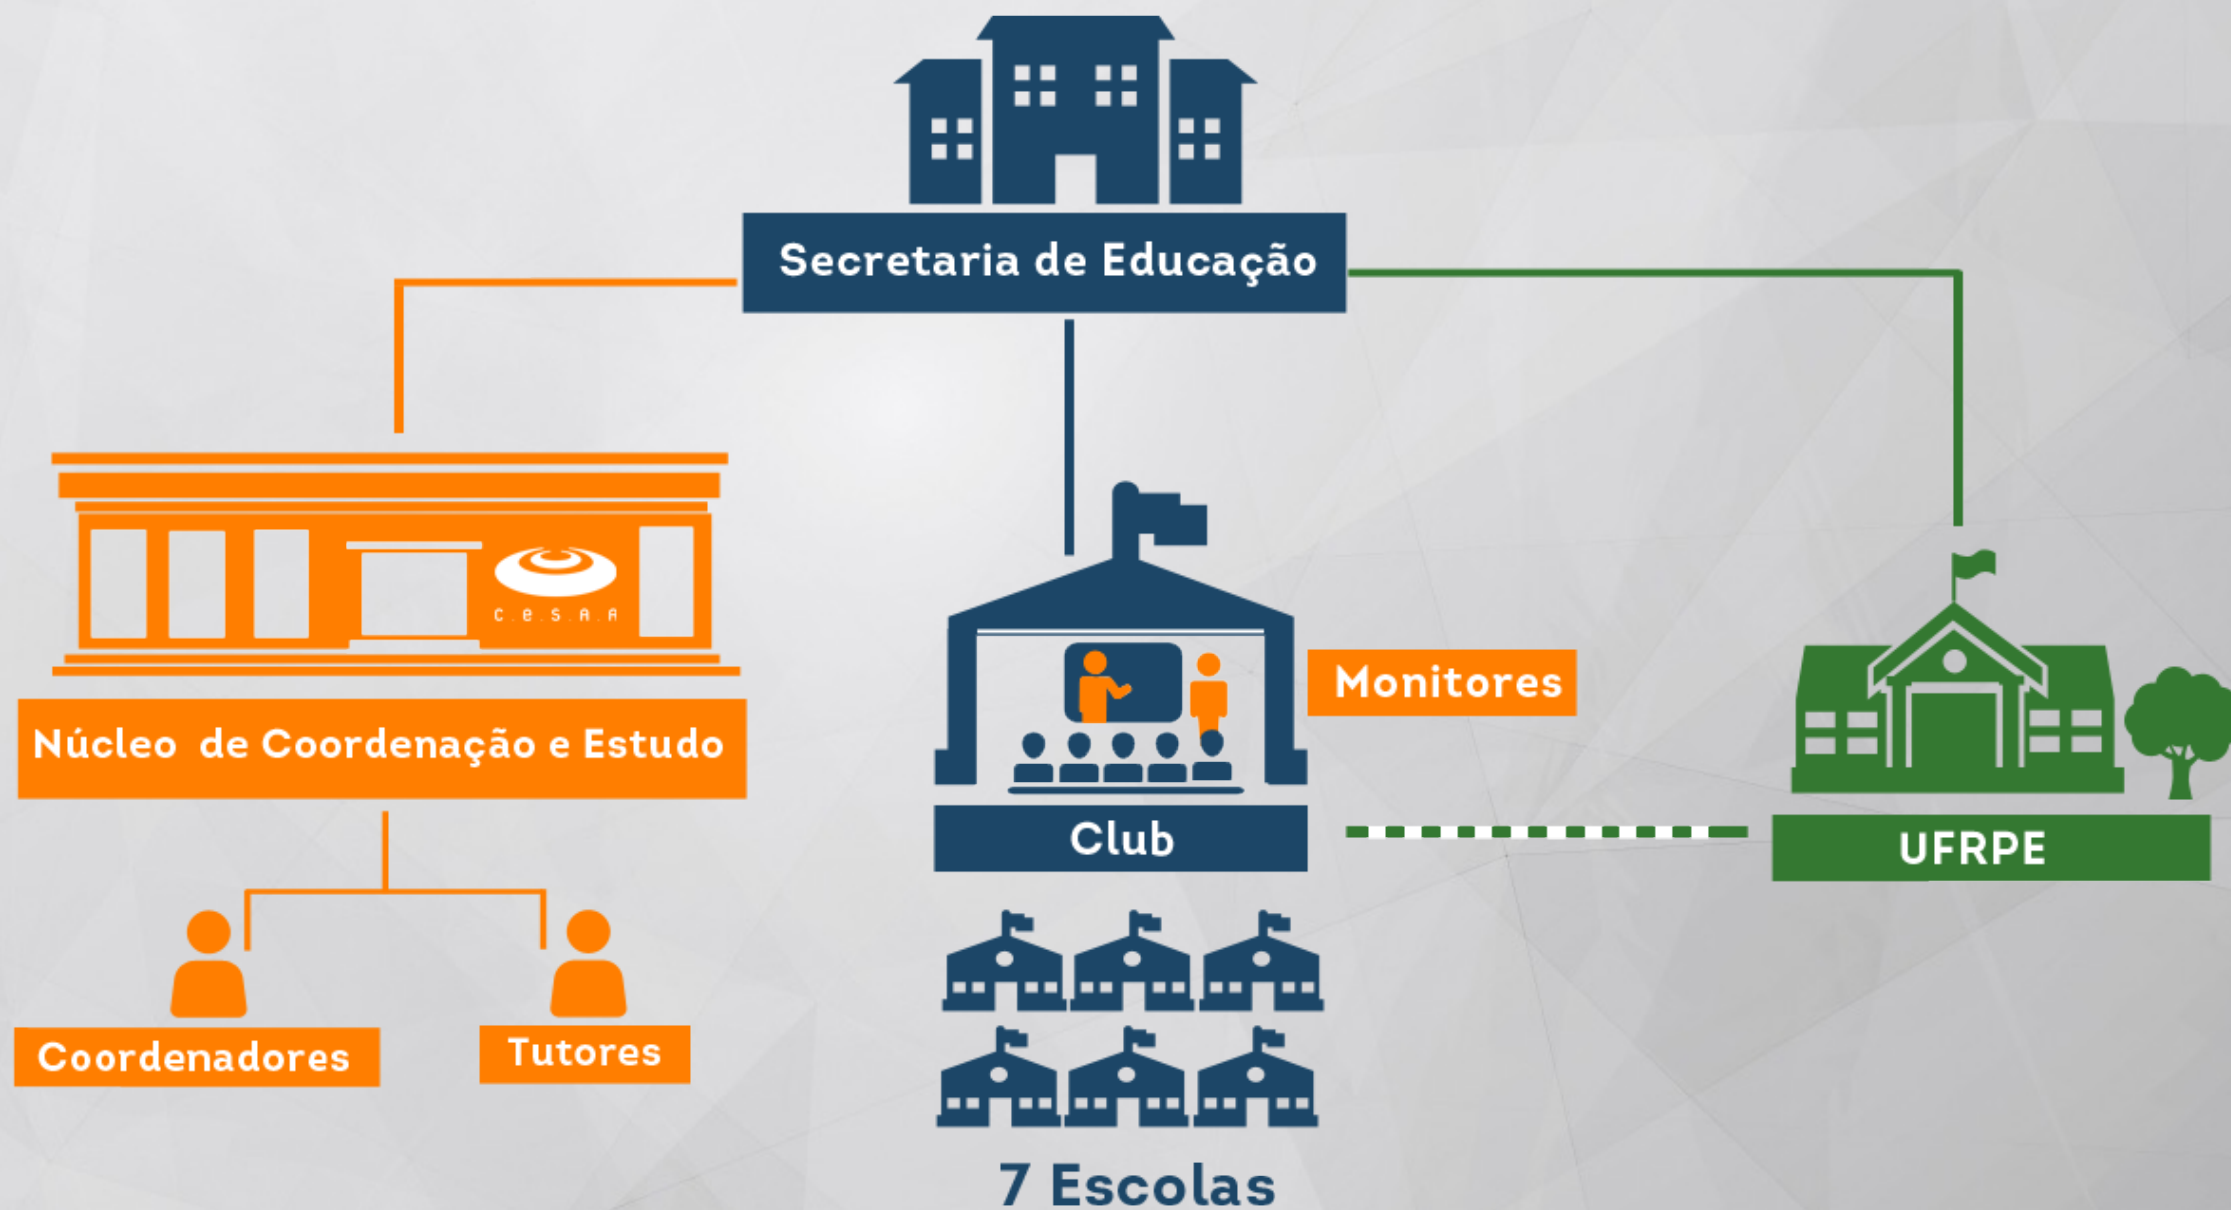 Secretaria de Educação
c.e.s.a.r
Núcleo de Coordenação e Estudo
Monitores
Club
UFRPE
Coordenadores
Tutores
7 Escolas